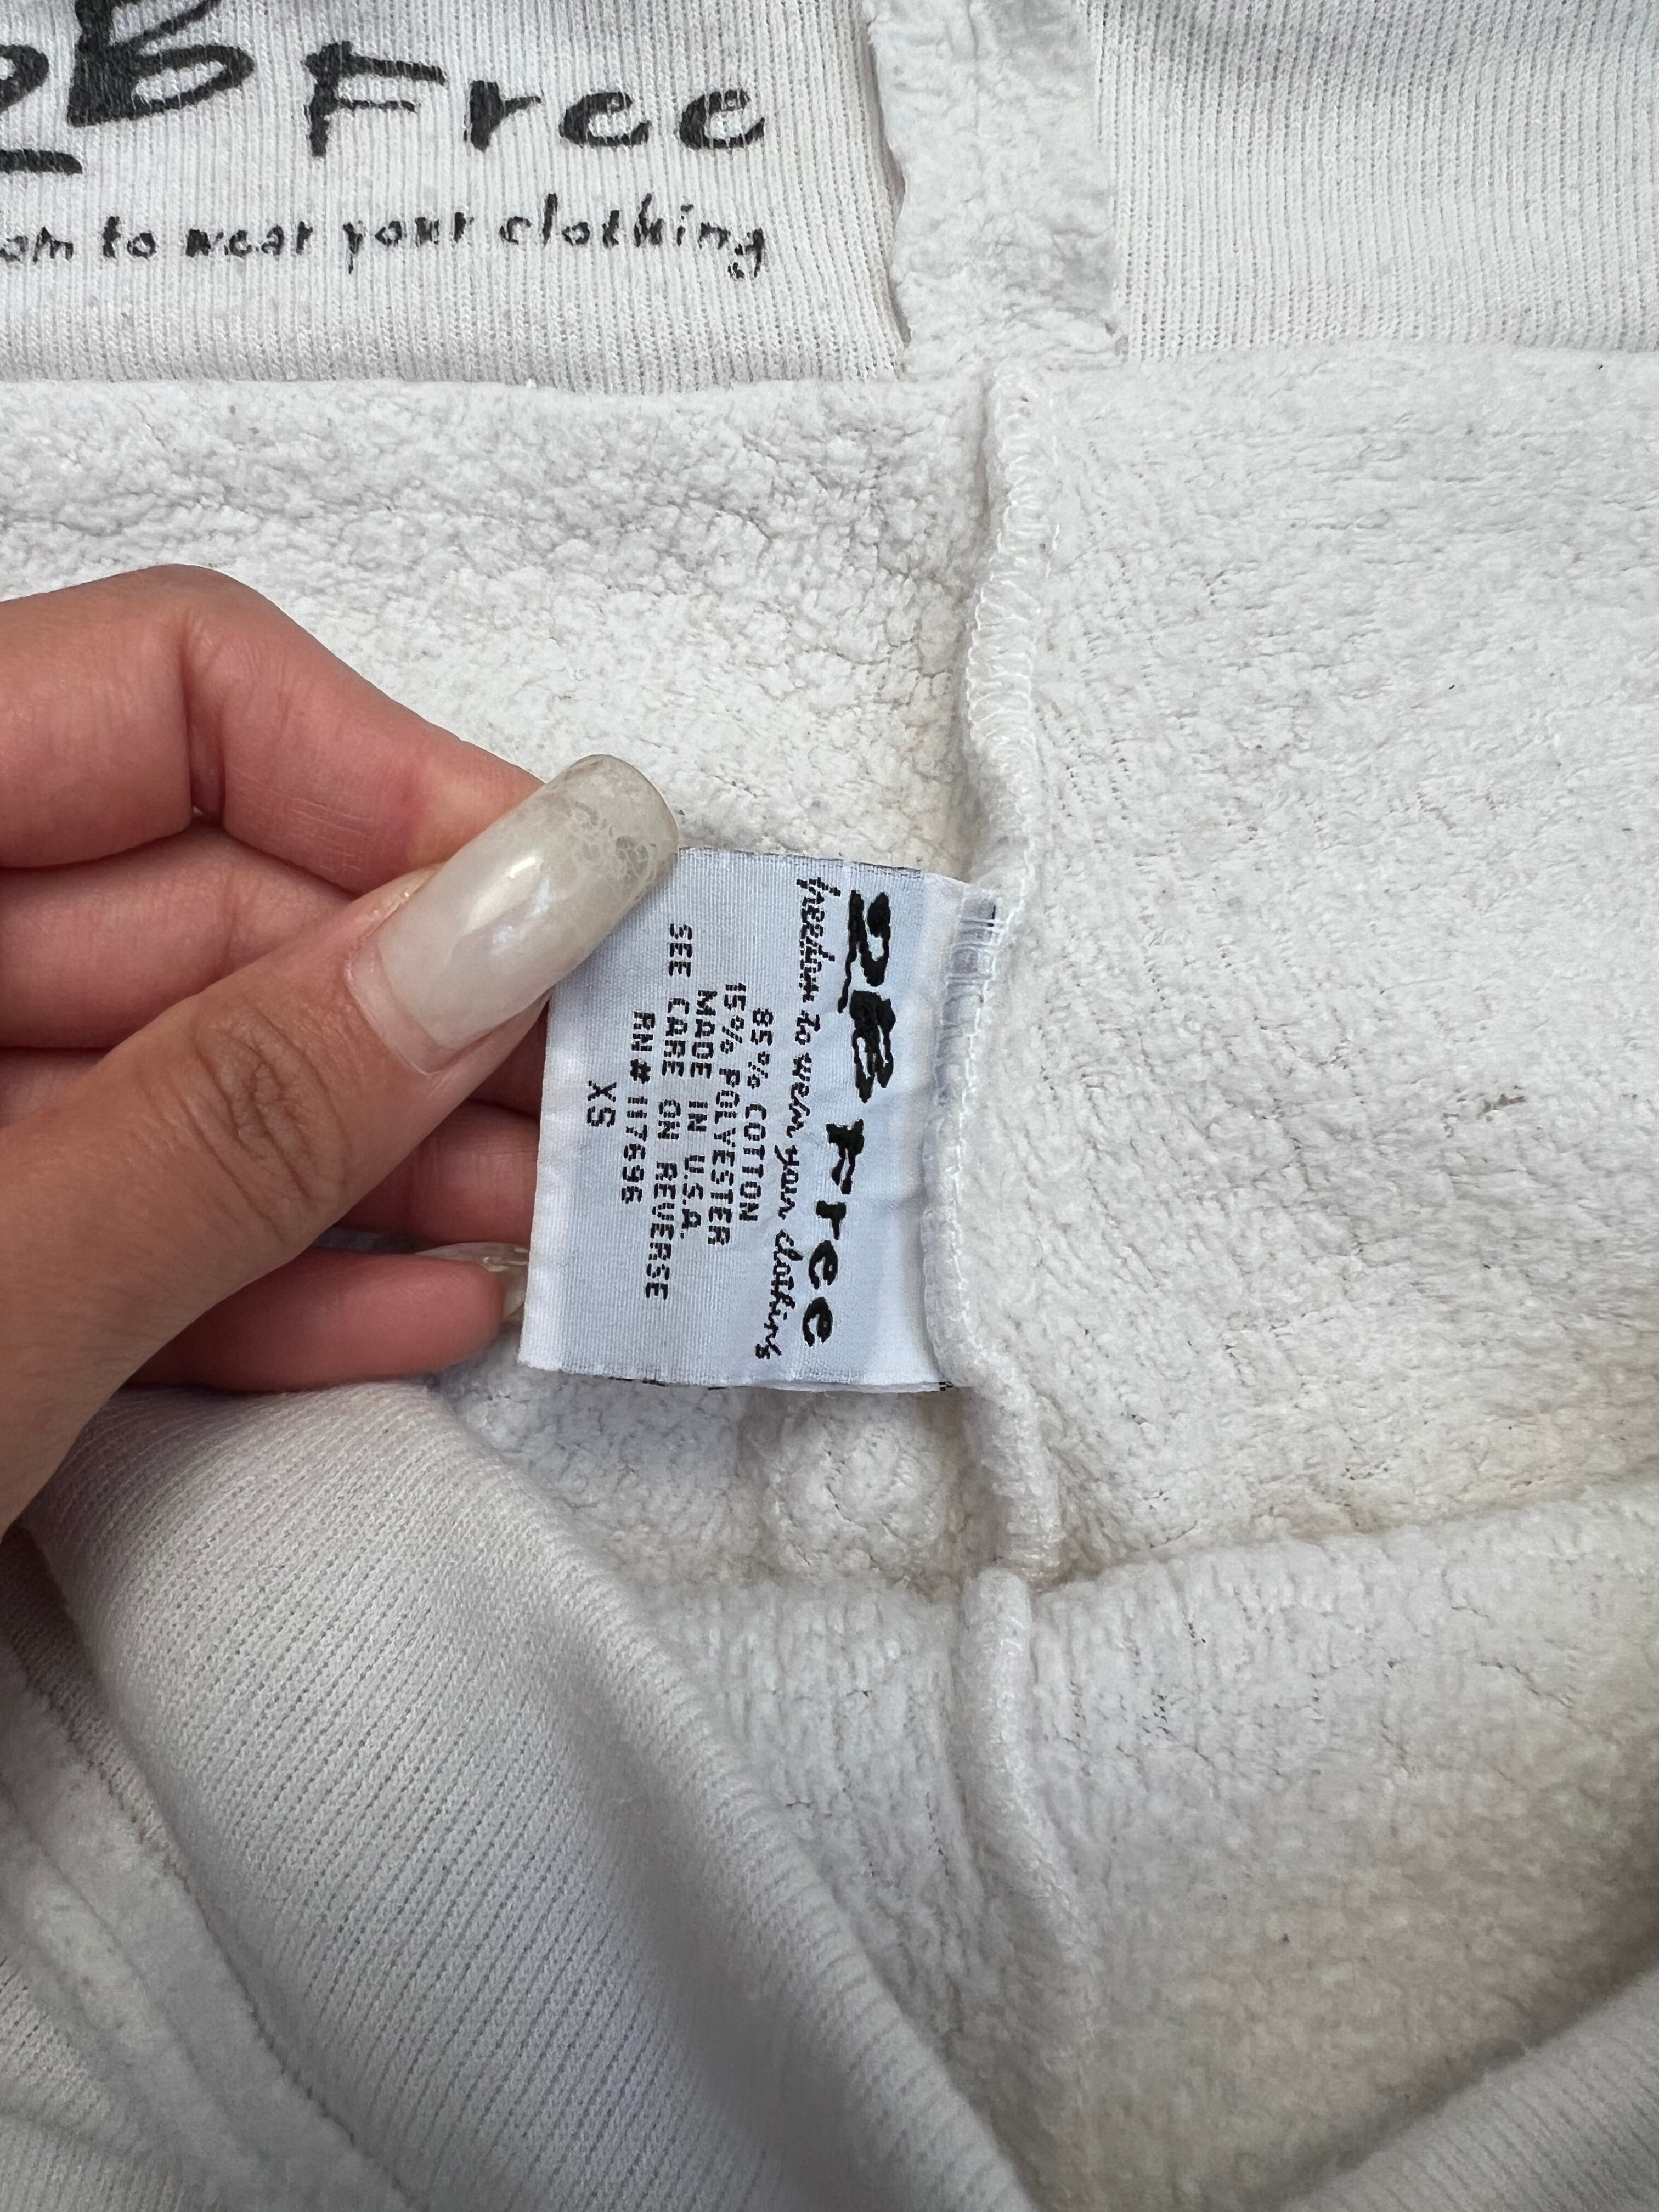 2B Free
om to wear your clothing
2B Free
freedom to wear your clothing
85% COTTON
15% POLYESTER
MADE IN U.S.A.
SEE CARE ON REVERSE
RN# 117696
XS